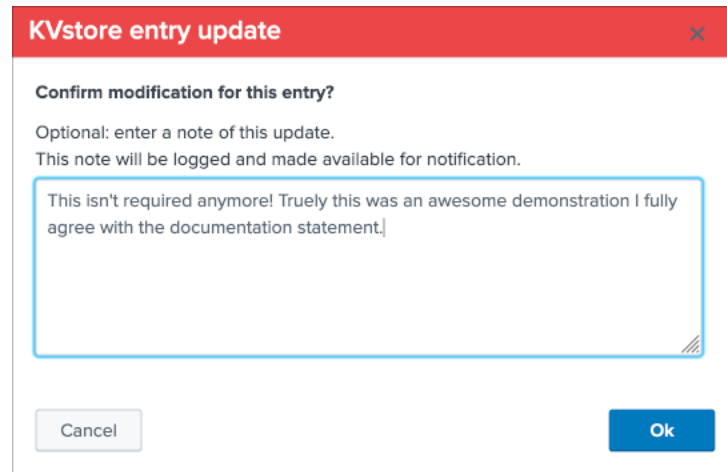 KVstore entry update
Confirm modification for this entry?
Optional: enter a note of this update.
This note will be logged and made available for notification.
This isn't required anymore! Truely this was an awesome demonstration I fully
agree with the documentation statement.
Cancel
Ok